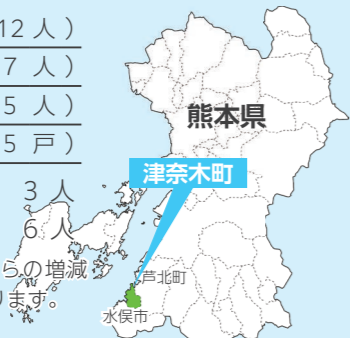 12 人 )
7 人 )
5 人 )
5 戸 )
3 人
6 人
らの増減
ります。
熊本県
津奈木町
芦北町
水俣市